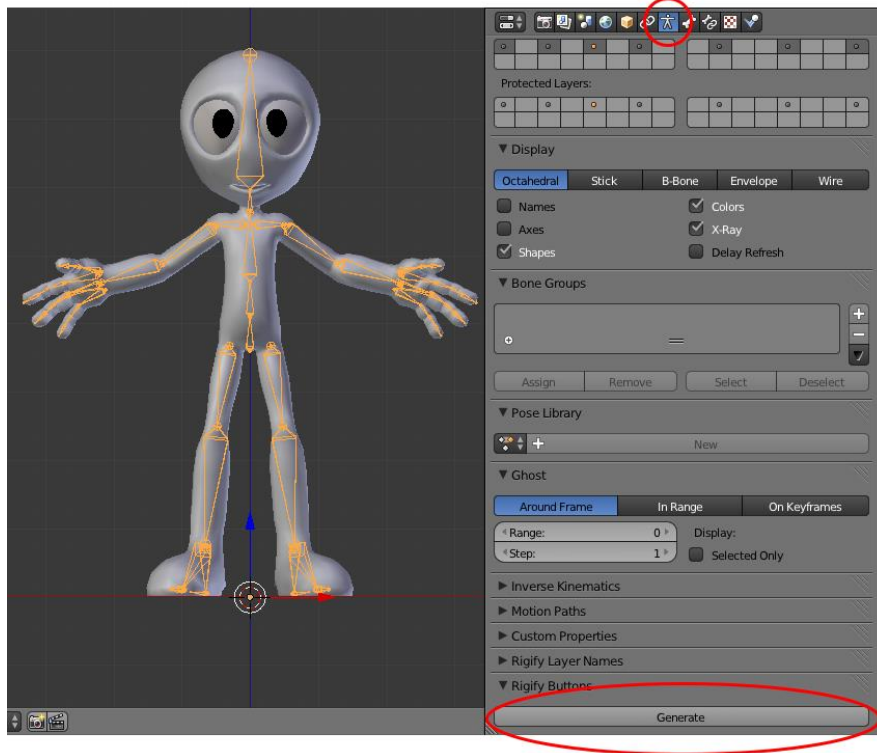 Protected Layers:
Display
Octahedral Stick B-Bone Envelope Wire
Names Colors
Axes X-Ray
Shapes Delay Refresh
Bone Groups
Assign Remove Select Deselect
Pose Library
New
Ghost
Around Frame In Range On Keyframes
Range: 0 Display:
Step: 1 Selected Only
Inverse Kinematics
Motion Paths
Custom Properties
Rigify Layer Names
Rigify Buttons
Generate